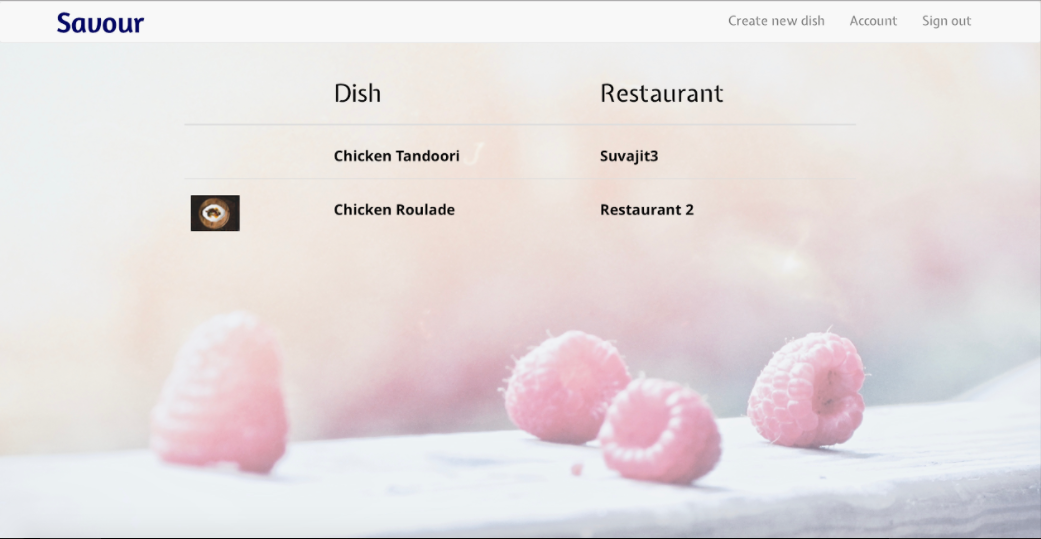 Savour
Create new dish Account Sign out
Dish Restaurant
Chicken Tandoori Suvajit3
Chicken Roulade Restaurant 2